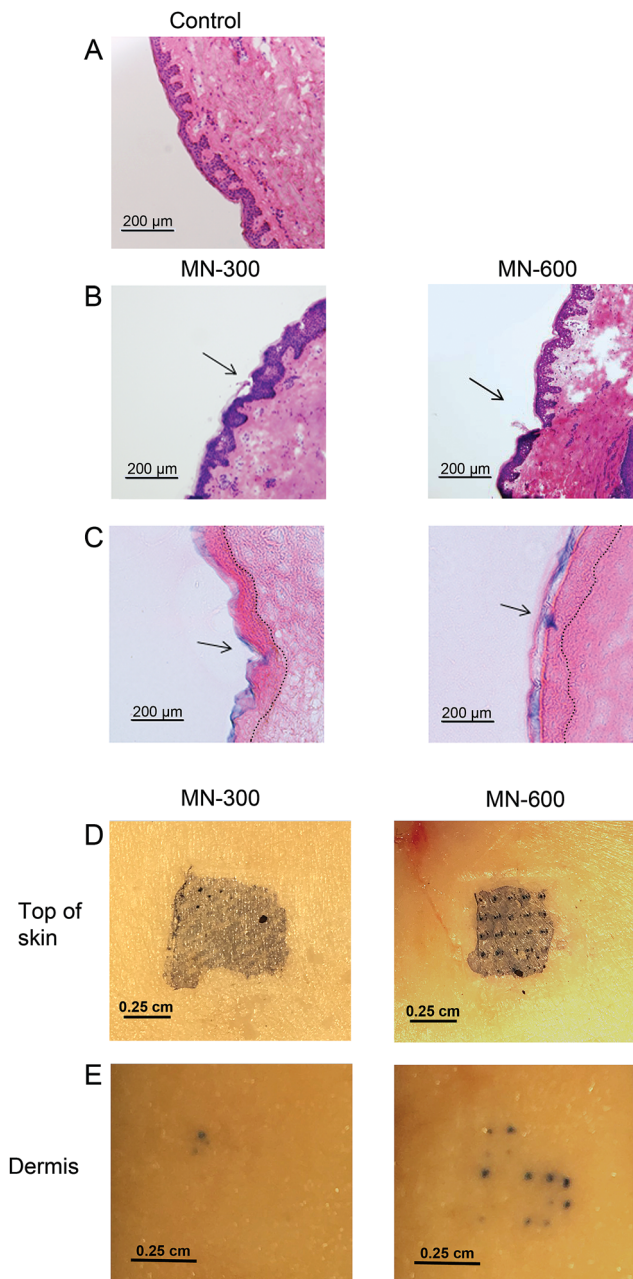 Control
A
200 µm
MN-300
MN-600
B
200 µm
200 µm
C
200 µm
200 µm
MN-300
MN-600
D
Top of
skin
0.25 cm
0.25 cm
E
Dermis
0.25 cm
0.25 cm